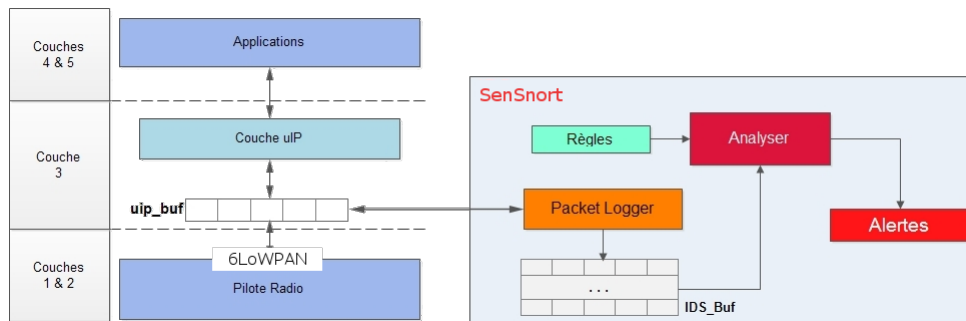 Couches
4 & 5
Applications
SenSnort
Couche
3
Couche uIP
Règles
Analyser
uip_buf
Packet Logger
Alertes
6LoWPAN
Couches
1 & 2
Pilote Radio
...
IDS_Buf